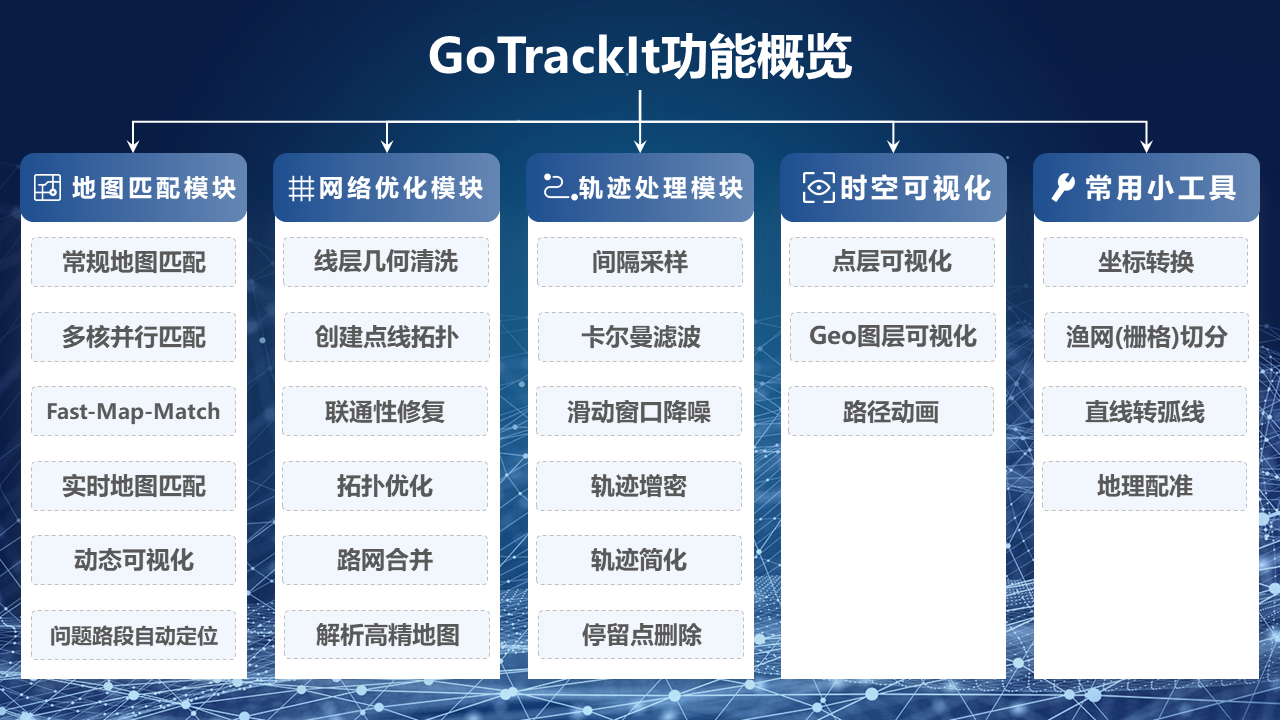 GoTrackIt功能概览
地图匹配模块
常规地图匹配
多核并行匹配
Fast-Map-Match
实时地图匹配
动态可视化
问题路段自动定位
网络优化模块
线层几何清洗
创建点线拓扑
联通性修复
拓扑优化
路网合并
解析高精地图
轨迹处理模块
间隔采样
卡尔曼滤波
滑动窗口降噪
轨迹增密
轨迹简化
停留点删除
时空可视化
点层可视化
Geo图层可视化
路径动画
常用小工具
坐标转换
渔网(栅格)切分
直线转弧线
地理配准